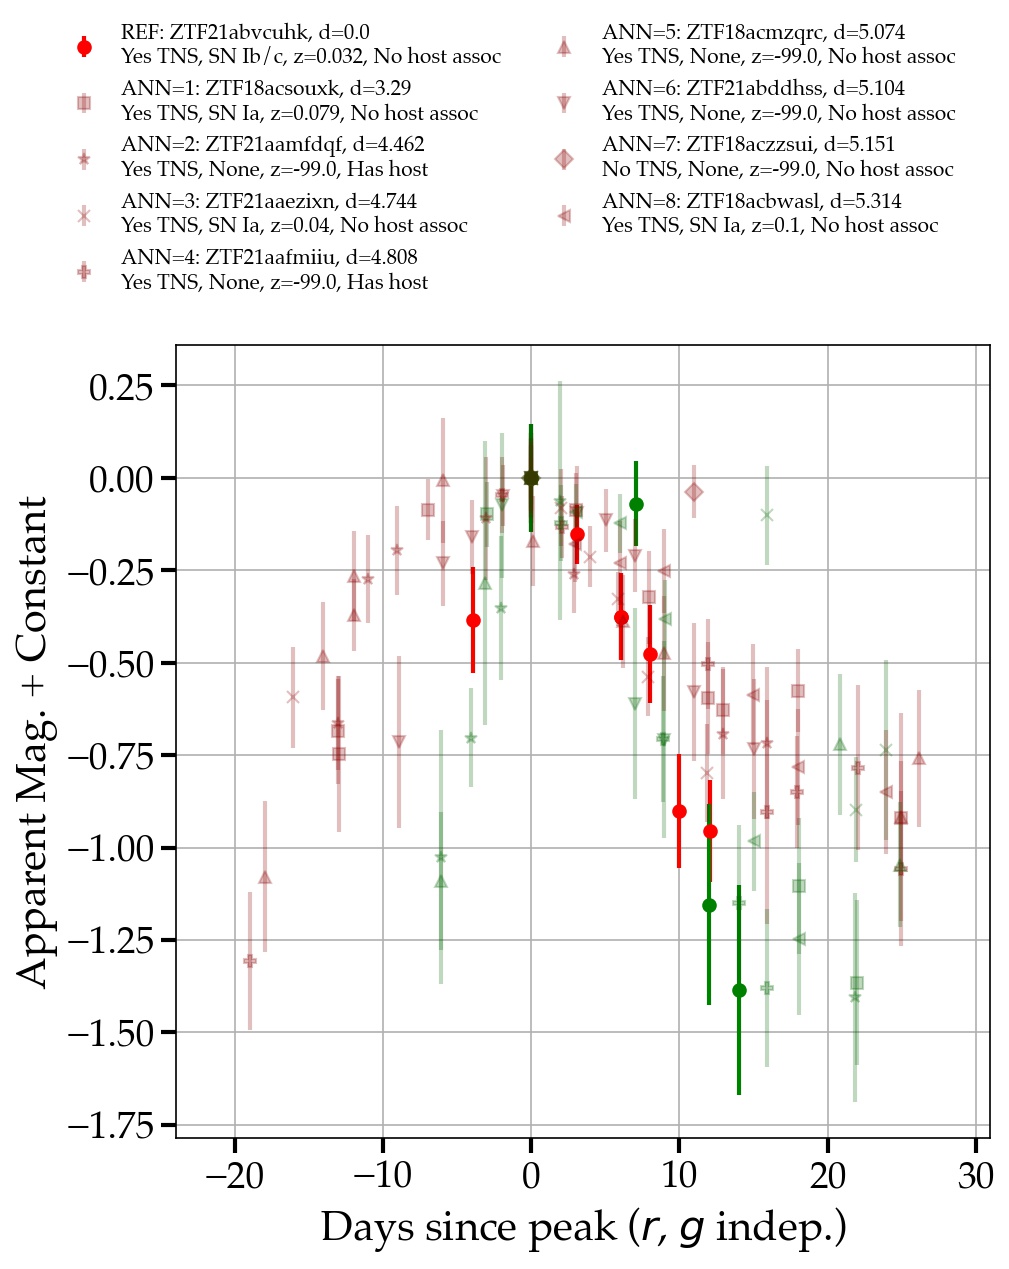 REF: ZTF21abvcuhk, d=0.0
Yes TNS, SN Ib/c, z=0.032, No host assoc
ANN=1: ZTF18acsouxk, d=3.29
Yes TNS, SN Ia, z=0.079, No host assoc
ANN=2: ZTF21aamfdqf, d=4.462
Yes TNS, None, z=-99.0, Has host
ANN=3: ZTF21aaezixn, d=4.744
Yes TNS, SN Ia, z=0.04, No host assoc
ANN=4: ZTF21aafmiiu, d=4.808
Yes TNS, None, z=-99.0, Has host
ANN=5: ZTF18acmzqrc, d=5.074
Yes TNS, None, z=-99.0, No host assoc
ANN=6: ZTF21abddhss, d=5.104
Yes TNS, None, z=-99.0, No host assoc
ANN=7: ZTF18aczzsui, d=5.151
No TNS, None, z=-99.0, No host assoc
ANN=8: ZTF18acbwasl, d=5.314
Yes TNS, SN Ia, z=0.1, No host assoc
Apparent Mag. + Constant
0.25
0.00
−0.25
−0.50
−0.75
−1.00
−1.25
−1.50
−1.75
−20
−10
0
10
20
30
Days since peak (r, g indep.)